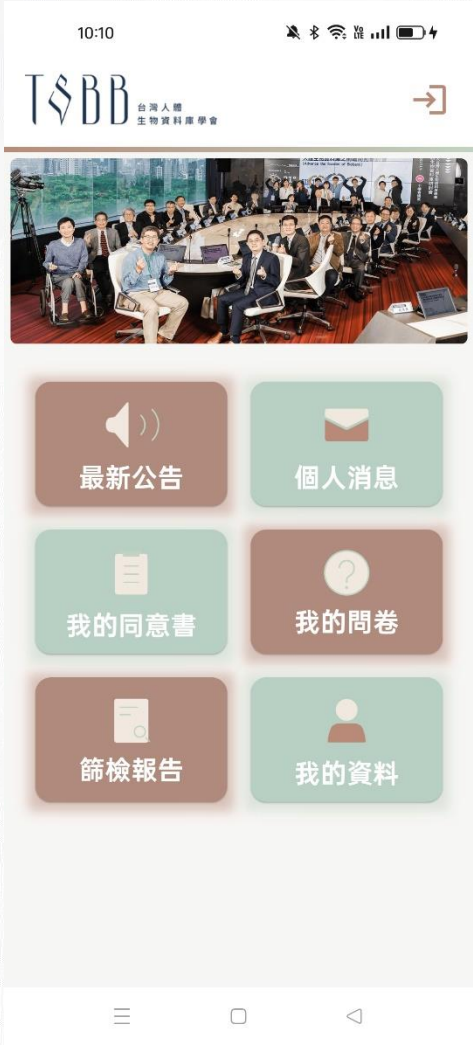 10:10
Vo
LTE
TSBB
台灣人體
生物資料庫學會
最新公告
個人消息
我的同意書
我的問卷
篩檢報告
我的資料